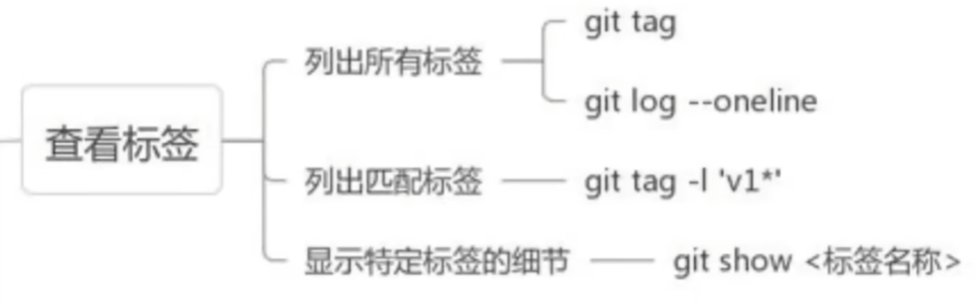 查看标签
列出所有标签
git tag
git log --oneline
列出匹配标签
git tag -l 'v1*'
显示特定标签的细节
git show <标签名称>